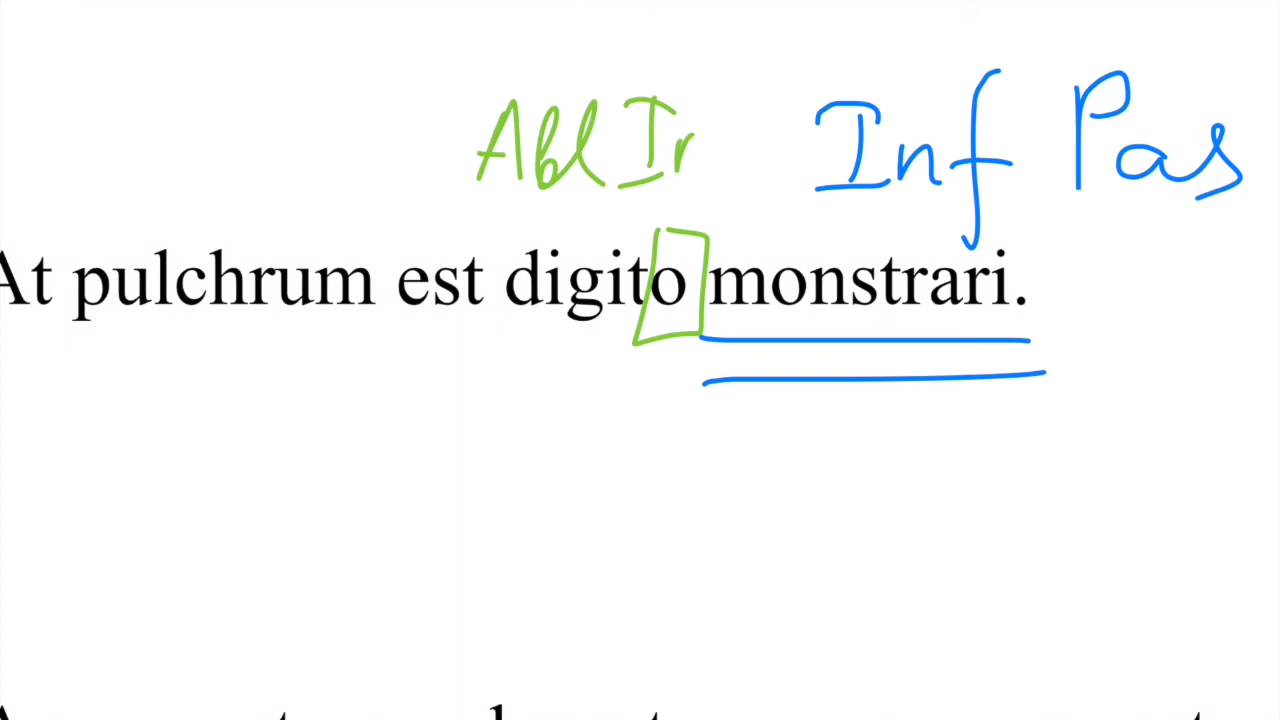 Abl Ir Inf Pas
At pulchrum est digito monstrari.